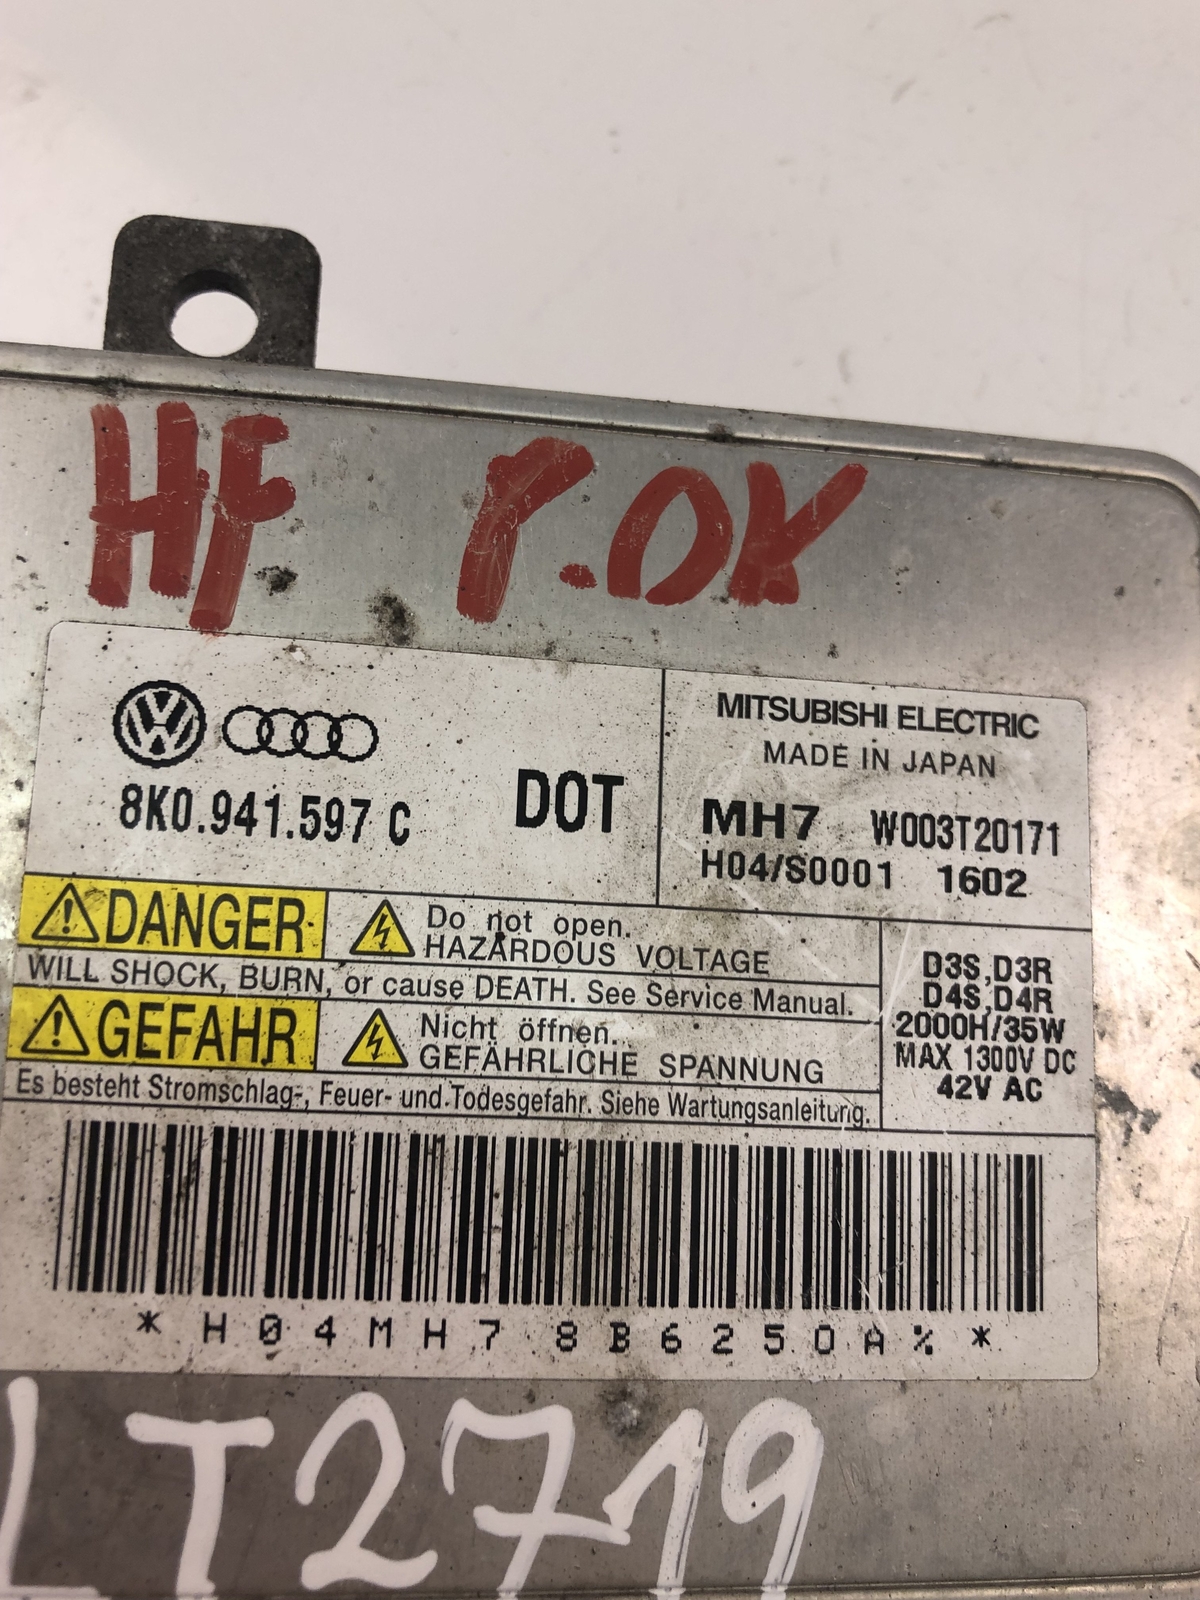 HF P.OK
8K0.941.597 C
DOT
MITSUBISHI ELECTRIC
MADE IN JAPAN
MH7 W003T20171
H04/S0001 1602
DANGER
Do not open.
HAZARDOUS VOLTAGE
WILL SHOCK, BURN, or cause DEATH. See Service Manual.
GEFAHR
Nicht öffnen.
GEFÄHRLICHE SPANNUNG
Es besteht Stromschlag-, Feuer- und Todesgefahr. Siehe Wartungsanleitung.
D3S,D3R
D4S,D4R
2000H/35W
MAX 1300V DC
42V AC
*H04MH7 8B6250A%*
LT2719